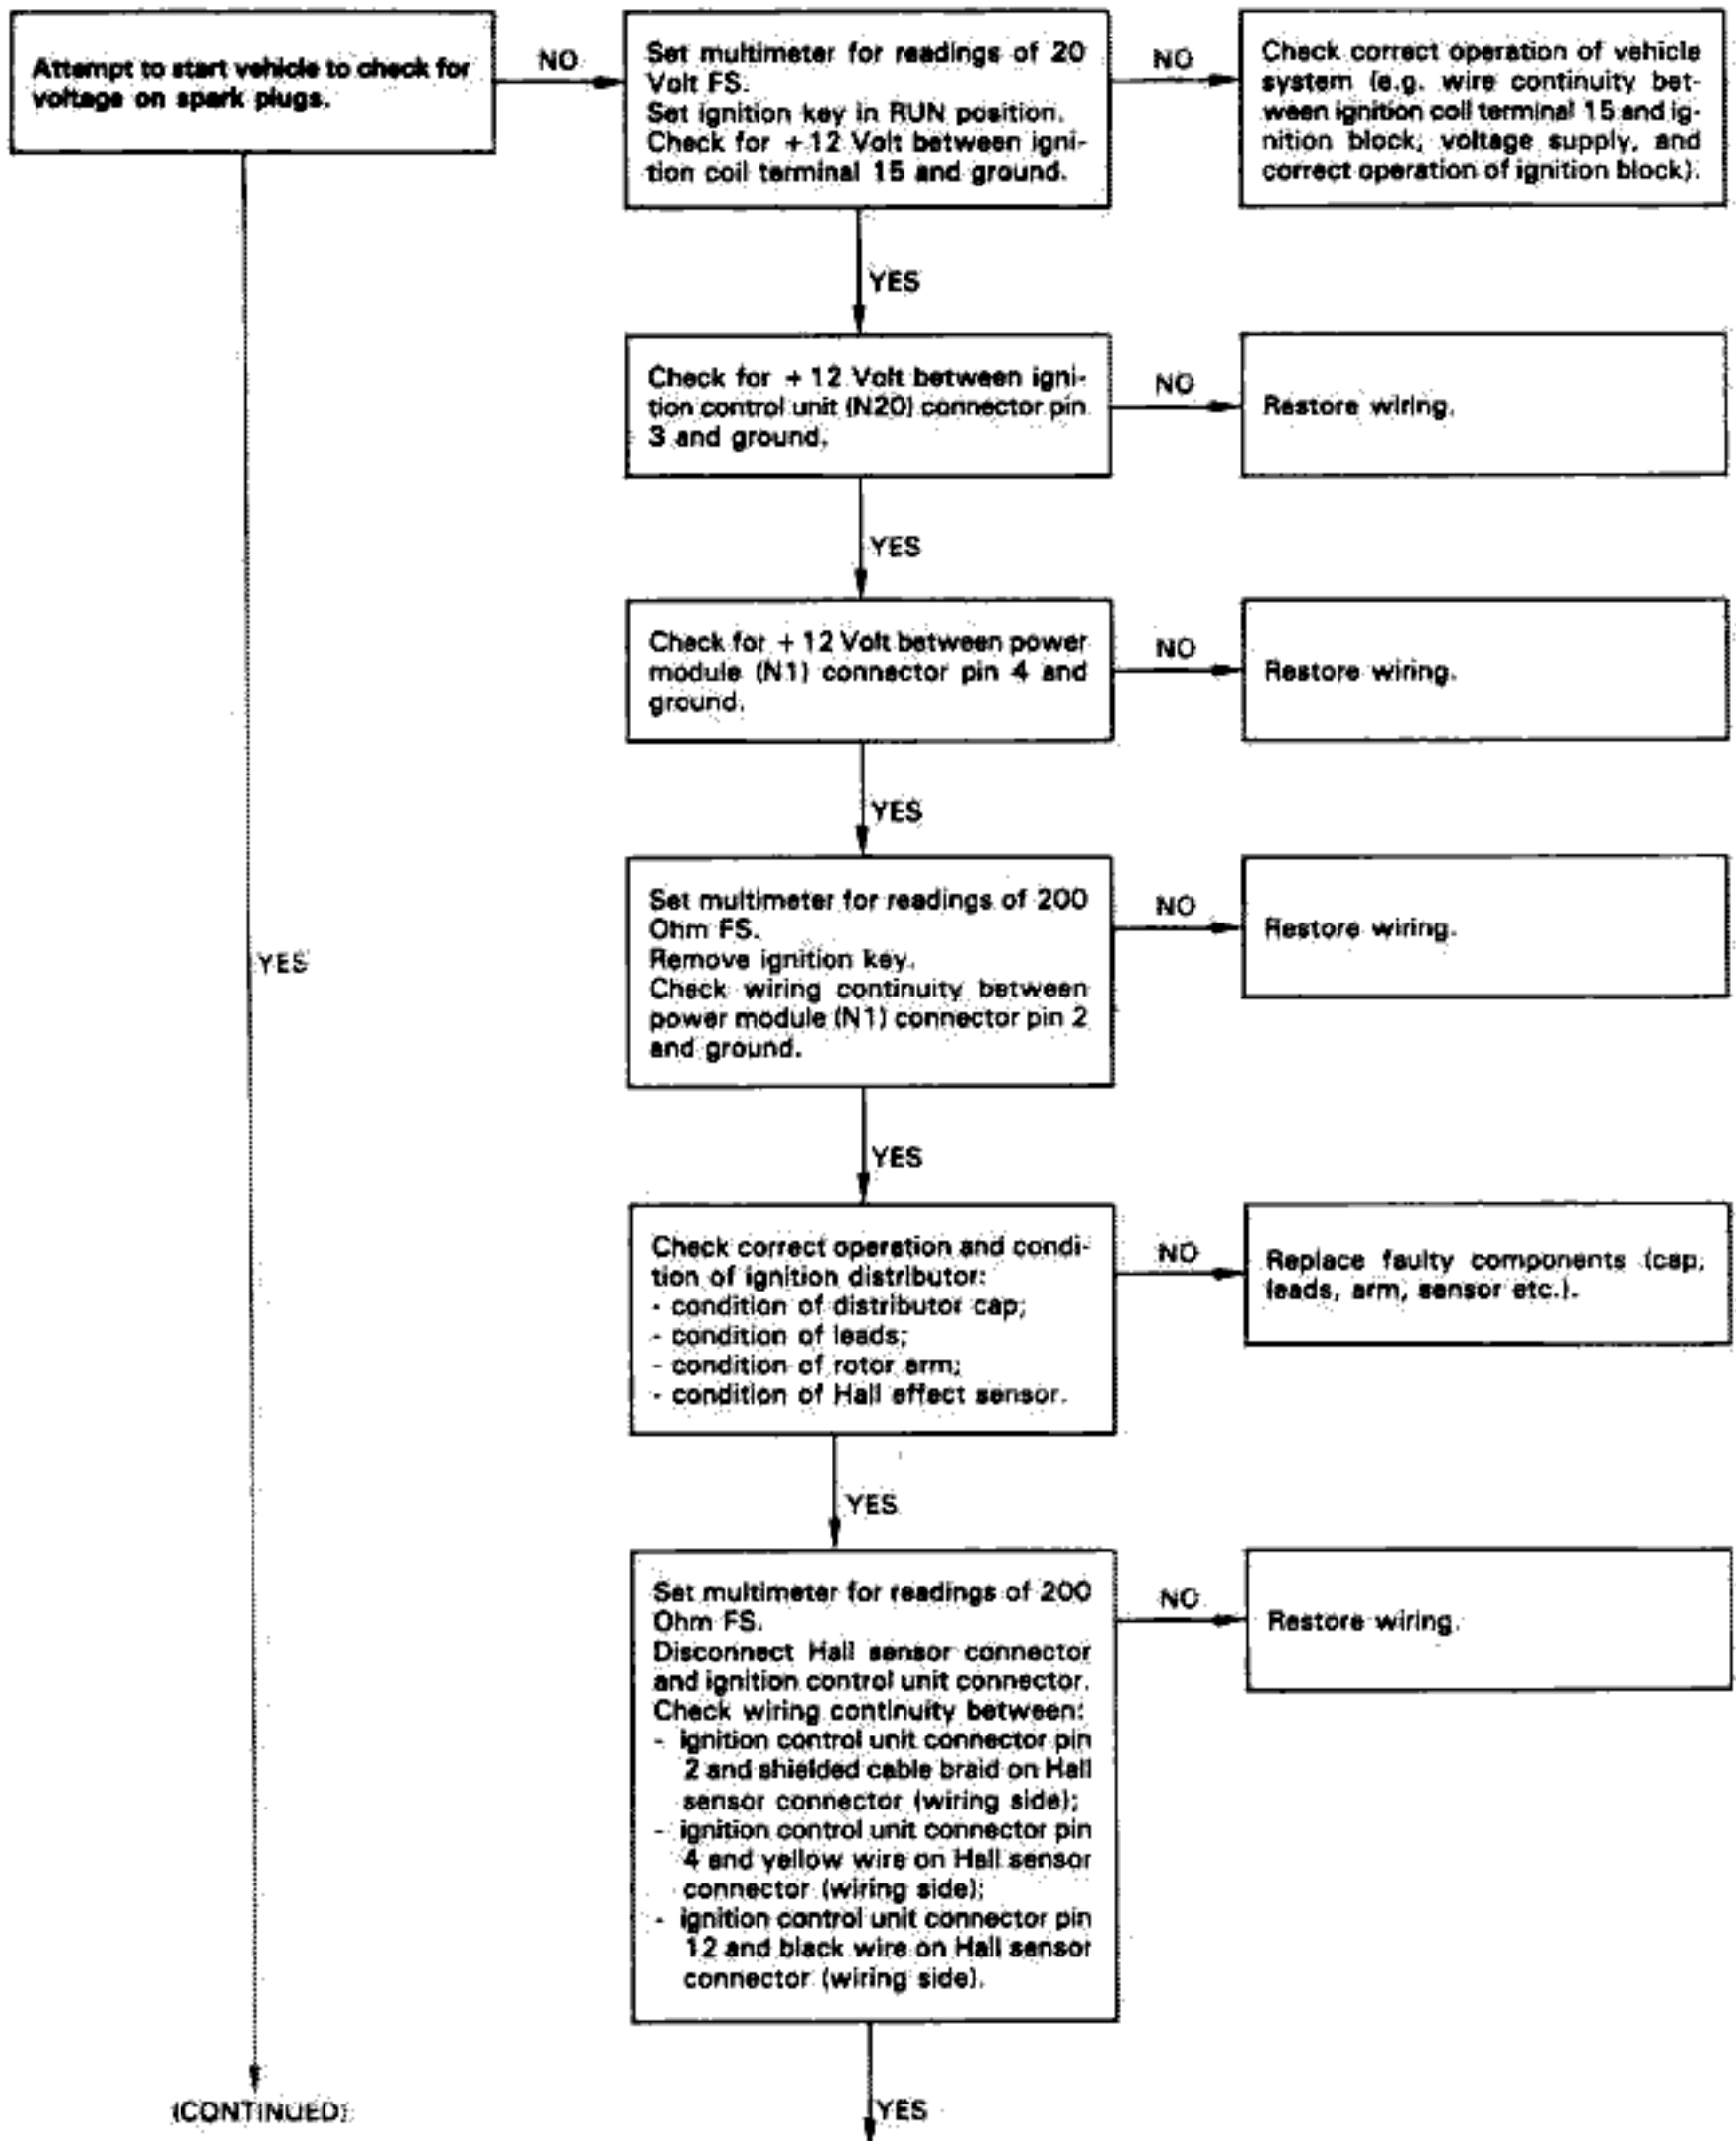 Attempt to start vehicle to check for
voltage on spark plugs.
NO
Set multimeter for readings of 20
Volt FS.
Set ignition key in RUN position.
Check for +12 Volt between igni-
tion coil terminal 15 and ground.
NO
Check correct operation of vehicle
system (e.g. wire continuity bet-
ween ignition coil terminal 15 and ig-
nition block, voltage supply, and
correct operation of ignition block).
YES
Check for +12 Volt between igni-
tion control unit (N20) connector pin
3 and ground.
NO
Restore wiring.
YES
Check for +12 Volt between power
module (N1) connector pin 4 and
ground.
NO
Restore wiring.
YES
Set multimeter for readings of 200
Ohm FS.
Remove ignition key.
Check wiring continuity between
power module (N1) connector pin 2
and ground.
NO
Restore wiring.
YES
YES
Check correct operation and condi-
tion of ignition distributor:
- condition of distributor cap;
- condition of leads;
- condition of rotor arm;
- condition of Hall effect sensor.
NO
Replace faulty components (cap,
leads, arm, sensor etc.).
YES
Set multimeter for readings of 200
Ohm FS.
Disconnect Hall sensor connector
and ignition control unit connector.
Check wiring continuity between:
- ignition control unit connector pin
2 and shielded cable braid on Hall
sensor connector (wiring side);
- ignition control unit connector pin
4 and yellow wire on Hall sensor
connector (wiring side);
- ignition control unit connector pin
12 and black wire on Hall sensor
connector (wiring side).
NO
Restore wiring.
(CONTINUED)
YES